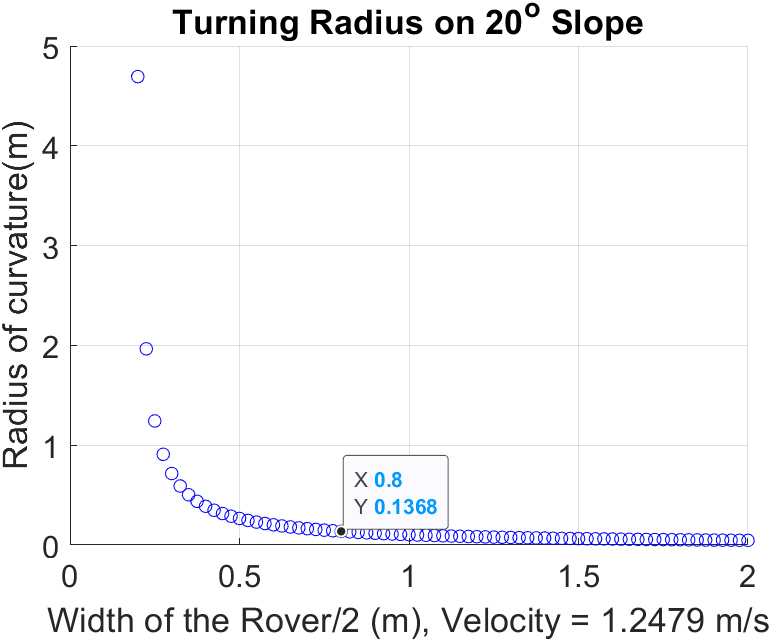 Turning Radius on 20° Slope
5
4
3
2
1
0
Radius of curvature(m)
X 0.8
Y 0.1368
0 0.5 1 1.5 2
Width of the Rover/2 (m), Velocity = 1.2479 m/s